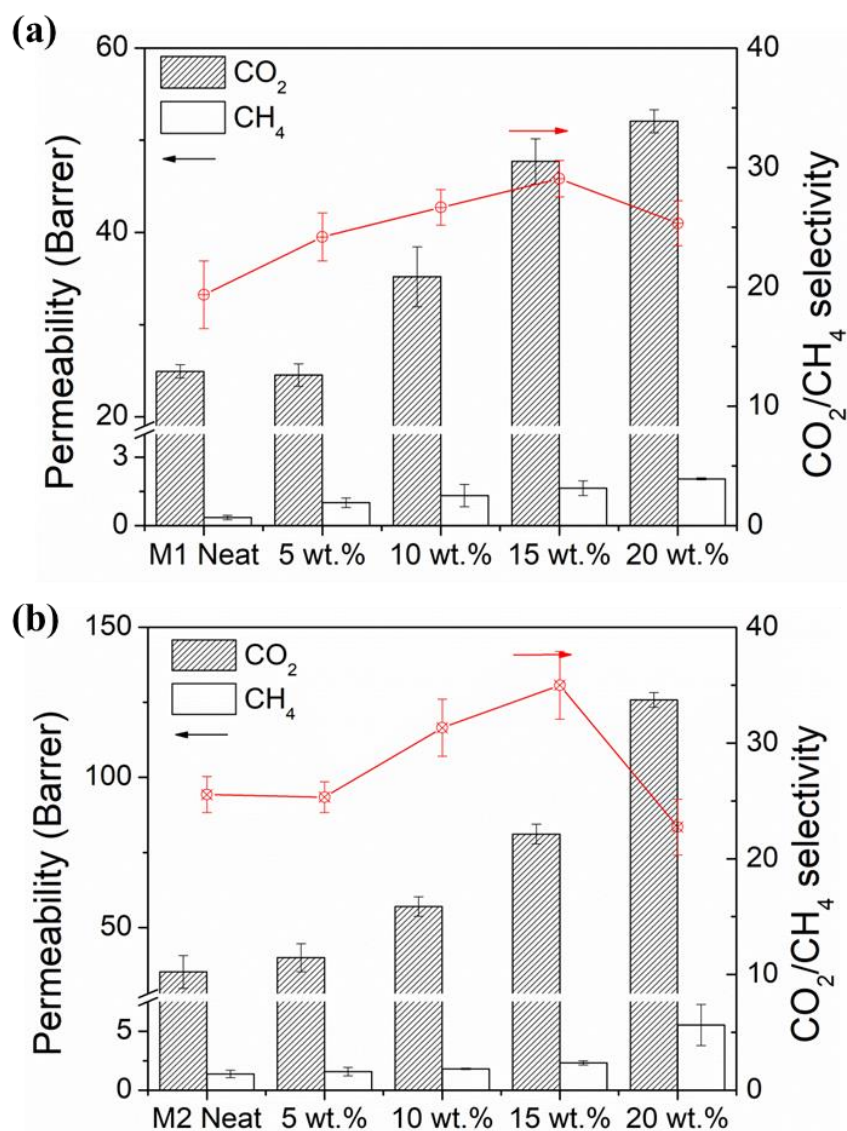 (a)
60
40
20
3
0
Permeability (Barrer)
CO₂
CH₄
40
30
20
10
0
CO₂/CH₄ selectivity
M1 Neat 5 wt.% 10 wt.% 15 wt.% 20 wt.%
(b)
150
100
50
5
0
Permeability (Barrer)
CO₂
CH₄
40
30
20
10
0
CO₂/CH₄ selectivity
M2 Neat 5 wt.% 10 wt.% 15 wt.% 20 wt.%